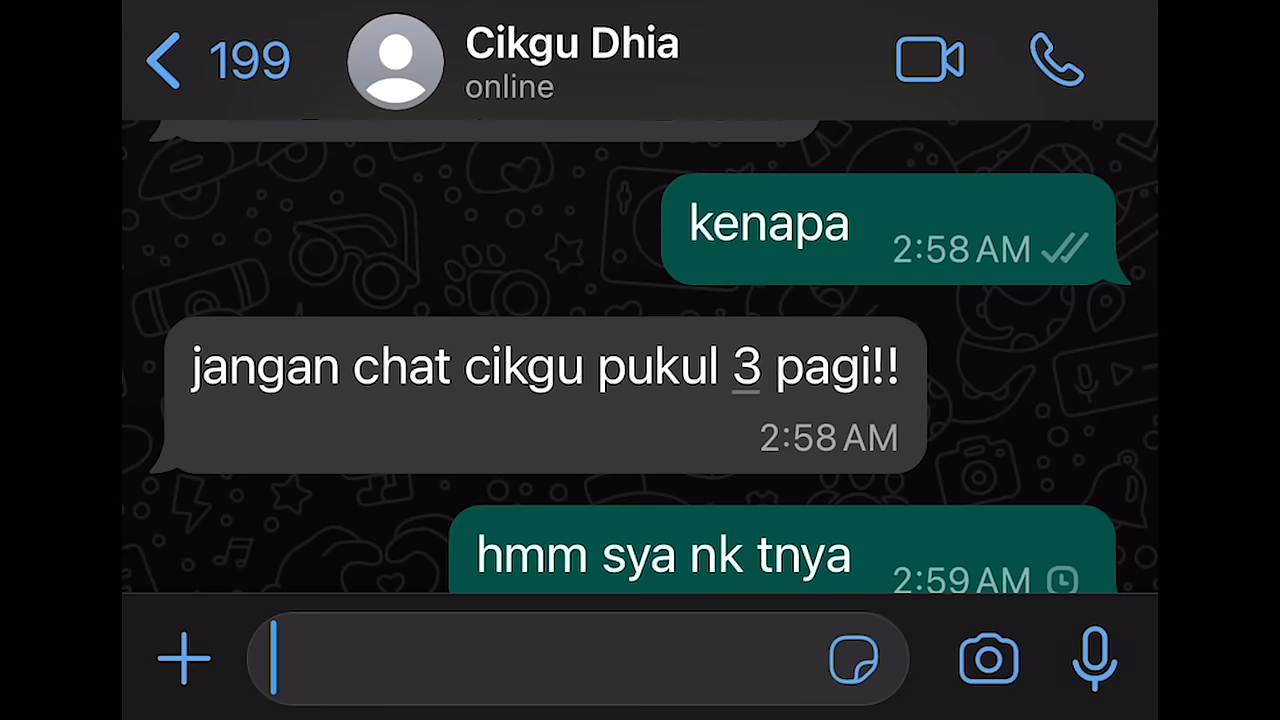 199
Cikgu Dhia
online
kenapa
2:58 AM
jangan chat cikgu pukul 3 pagi!!
2:58 AM
hmm sya nk tnya
2:59 AM